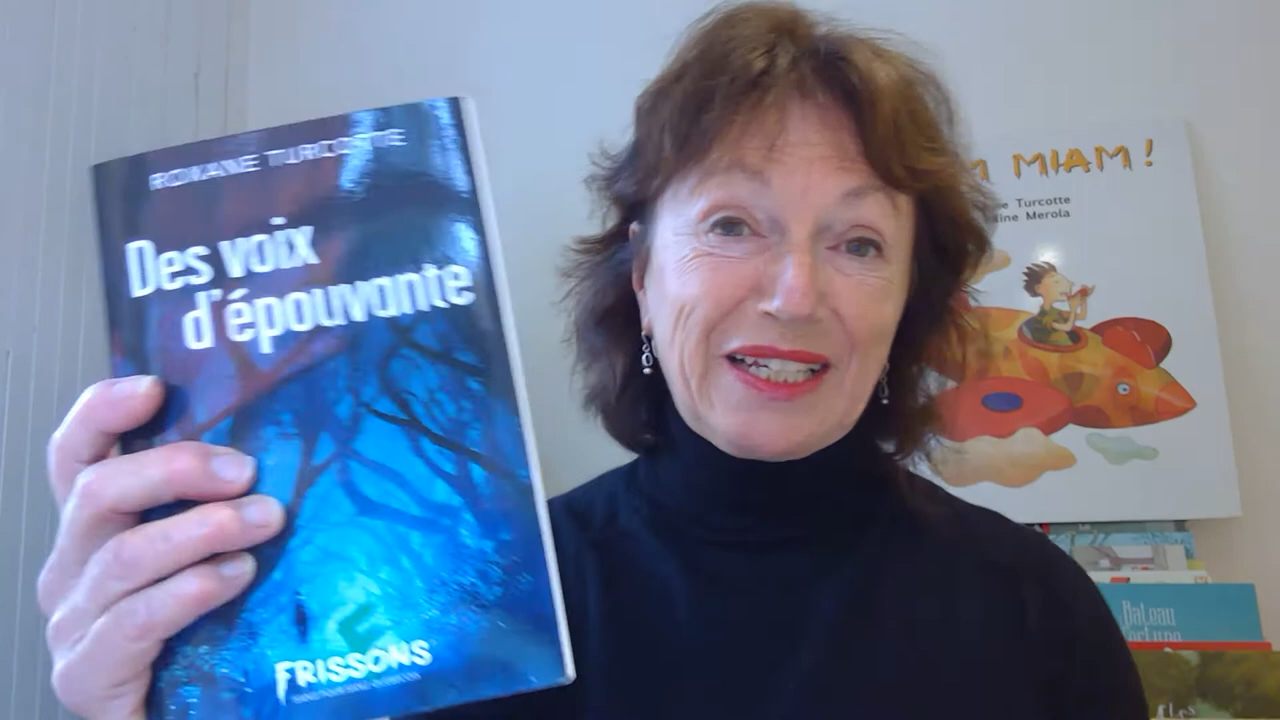 ROXANE TURCOTTE
Des voix
d'épouvante
FRISSONS
MIAM !
Turcotte
Merola
Bateau